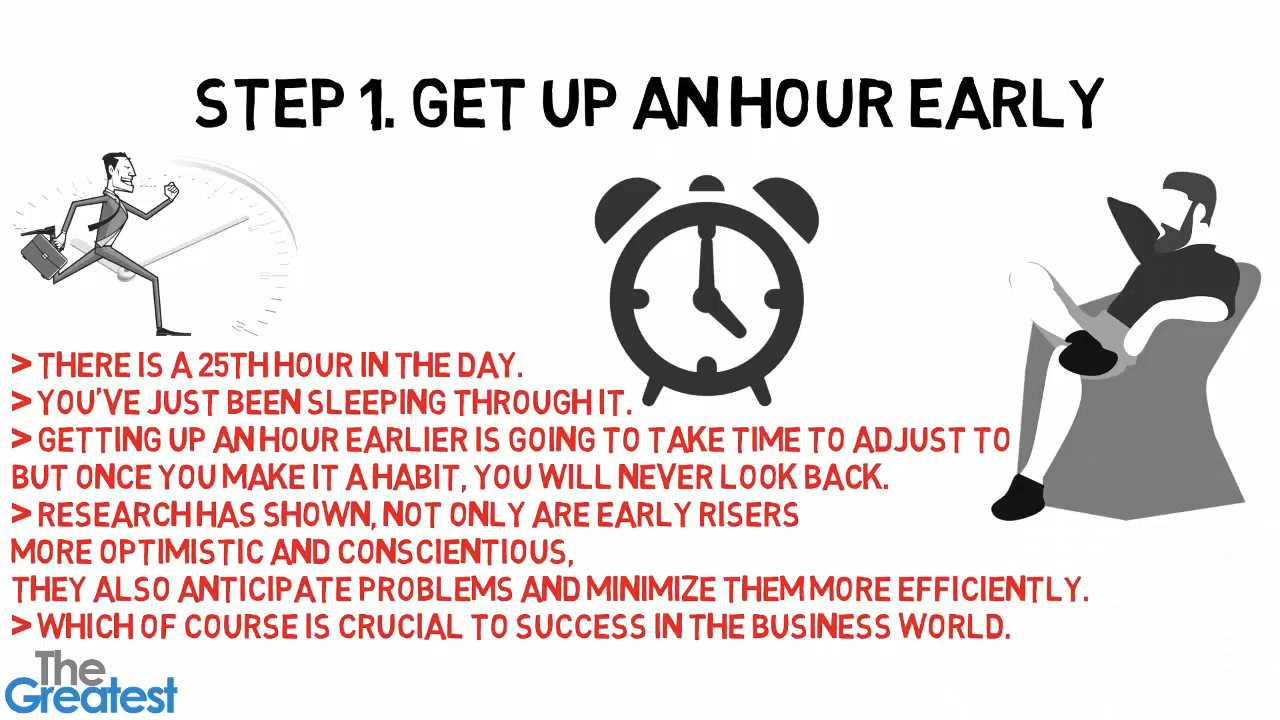 STEP 1. GET UP AN HOUR EARLY
> THERE IS A 25TH HOUR IN THE DAY.
> YOU'VE JUST BEEN SLEEPING THROUGH IT.
> GETTING UP AN HOUR EARLIER IS GOING TO TAKE TIME TO ADJUST TO
BUT ONCE YOU MAKE IT A HABIT, YOU WILL NEVER LOOK BACK.
> RESEARCH HAS SHOWN, NOT ONLY ARE EARLY RISERS
MORE OPTIMISTIC AND CONSCIENTIOUS,
THEY ALSO ANTICIPATE PROBLEMS AND MINIMIZE THEM MORE EFFICIENTLY.
> WHICH OF COURSE IS CRUCIAL TO SUCCESS IN THE BUSINESS WORLD.
The
Greatest